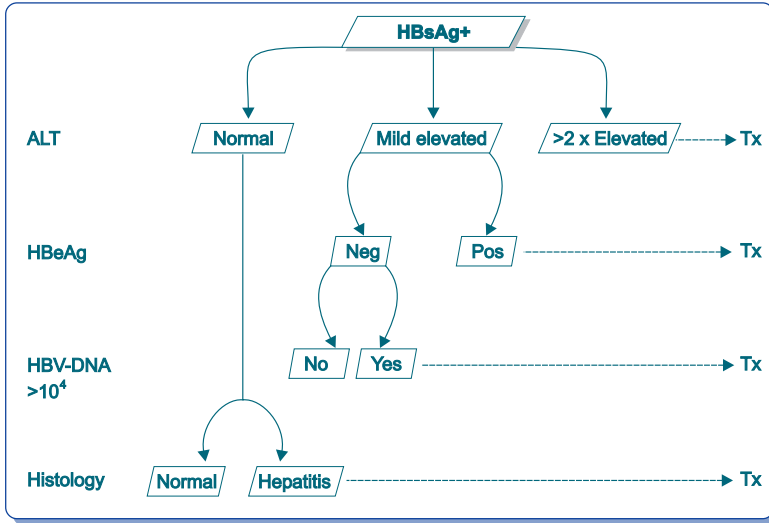 HBsAg+
ALT Normal Mild elevated >2 x Elevated Tx
HBeAg Neg Pos Tx
HBV-DNA No Yes Tx
>10⁴
Histology Normal Hepatitis Tx